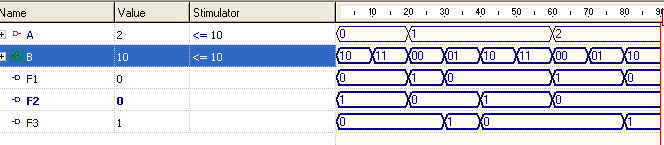 Name Value Stimulator 10 20 30 40 50 60 70 80 90
A 2 <= 10 0 1 2
B 10 <= 10 10 11 00 01 10 11 00 01 10
F1 0 0 1 0 1 0
F2 0 1 0 1 0
F3 1 0 1 0 1